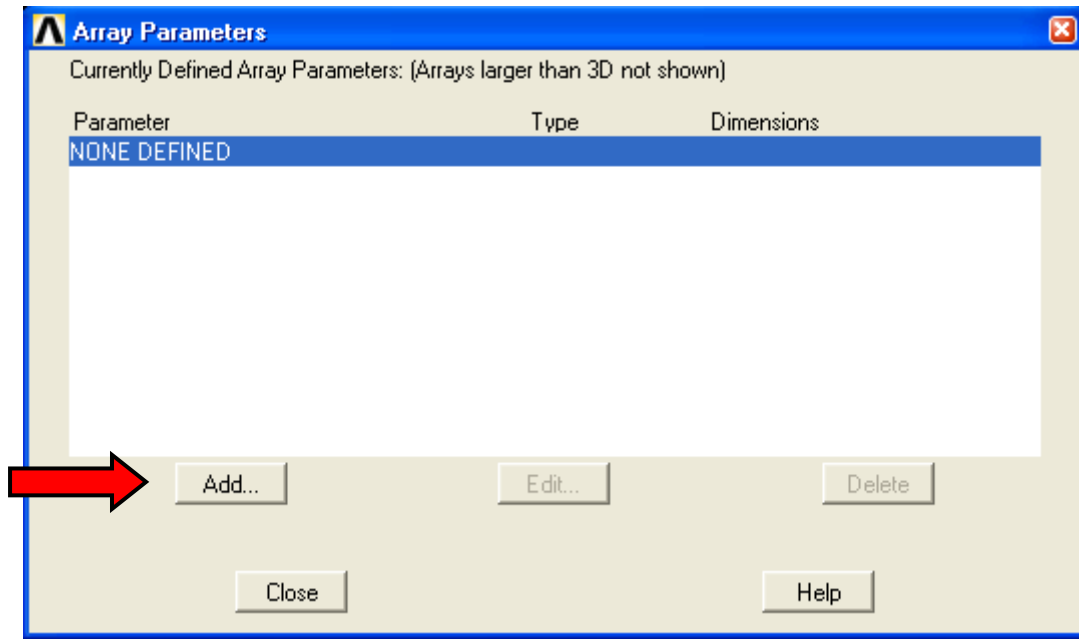 Array Parameters
Currently Defined Array Parameters: (Arrays larger than 3D not shown)
Parameter Type Dimensions
NONE DEFINED
Add... Edit... Delete
Close Help